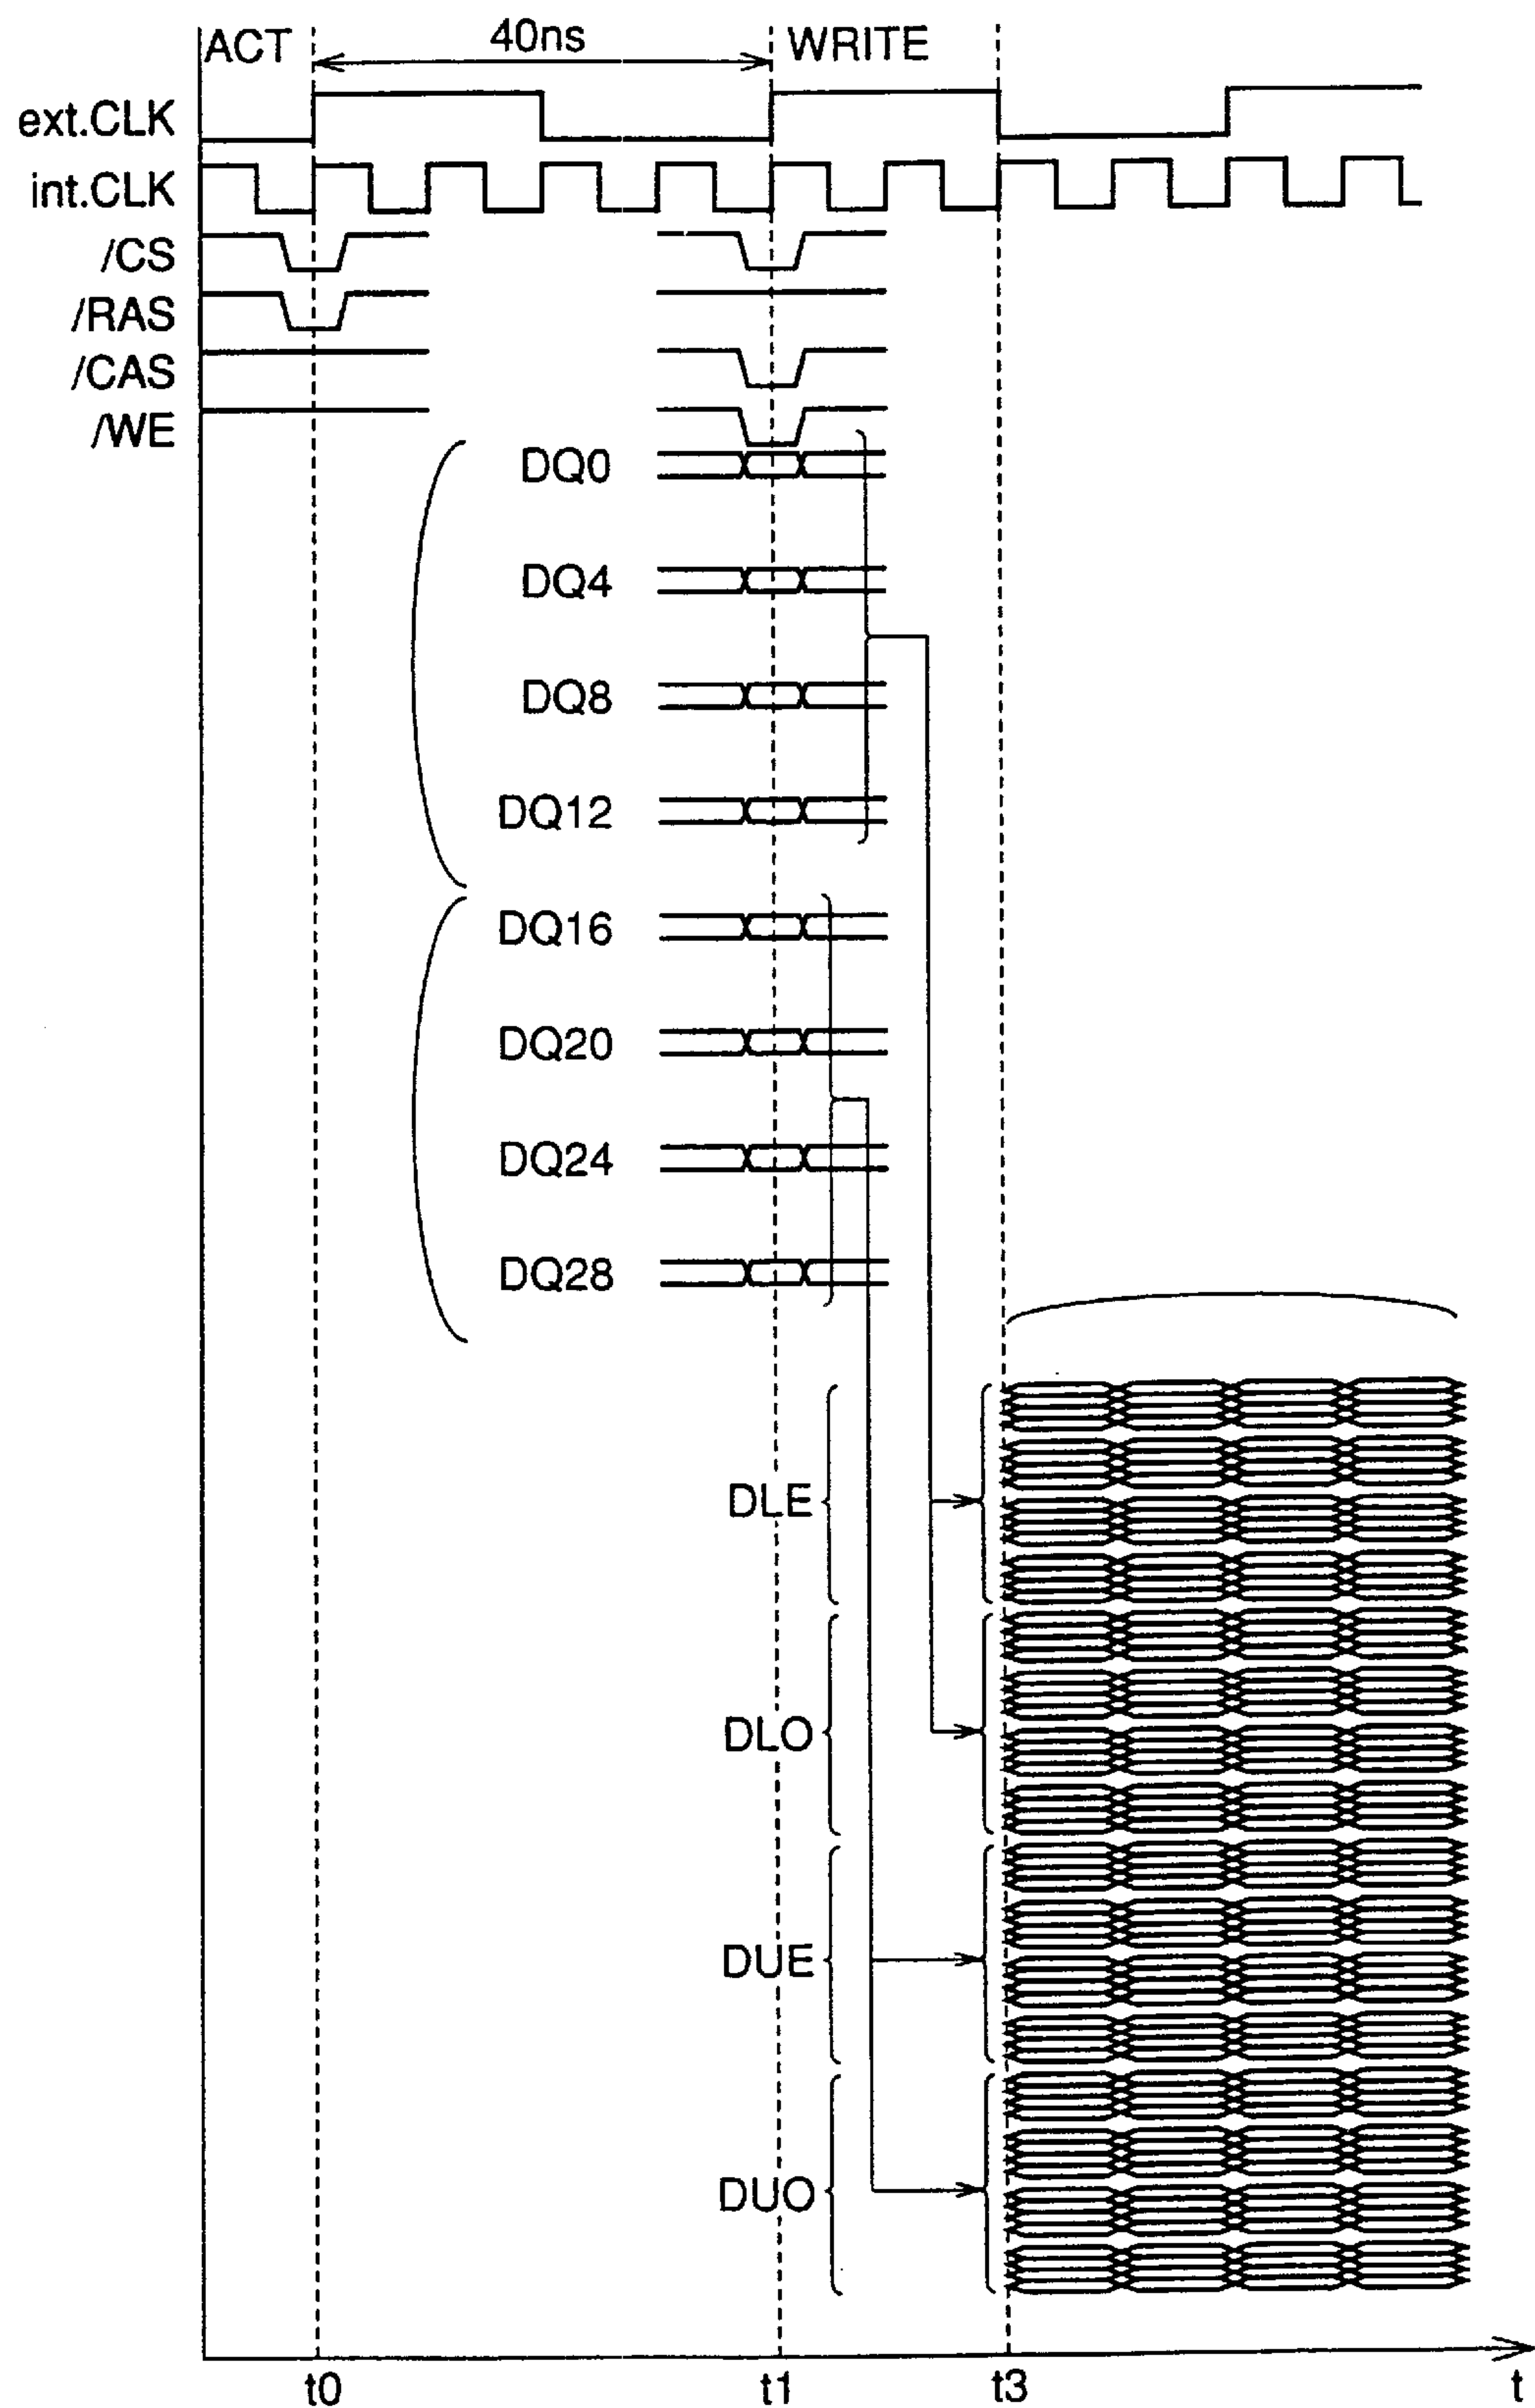 ACT 40ns WRITE
ext.CLK
int.CLK
/CS
/RAS
/CAS
/WE
DQ0
DQ4
DQ8
DQ12
DQ16
DQ20
DQ24
DQ28
DLE
DLO
DUE
DUO
t0 t1 t3 t